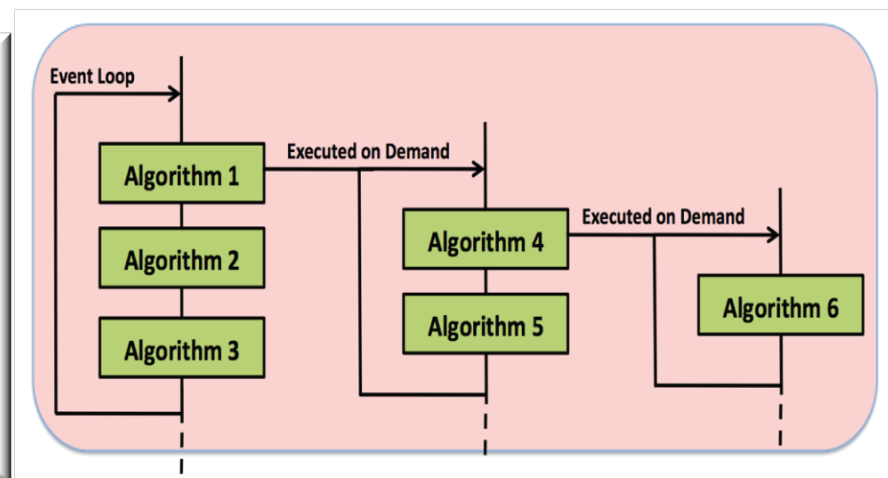 Event Loop
Algorithm 1
Executed on Demand
Algorithm 2
Algorithm 3
Algorithm 4
Executed on Demand
Algorithm 5
Algorithm 6